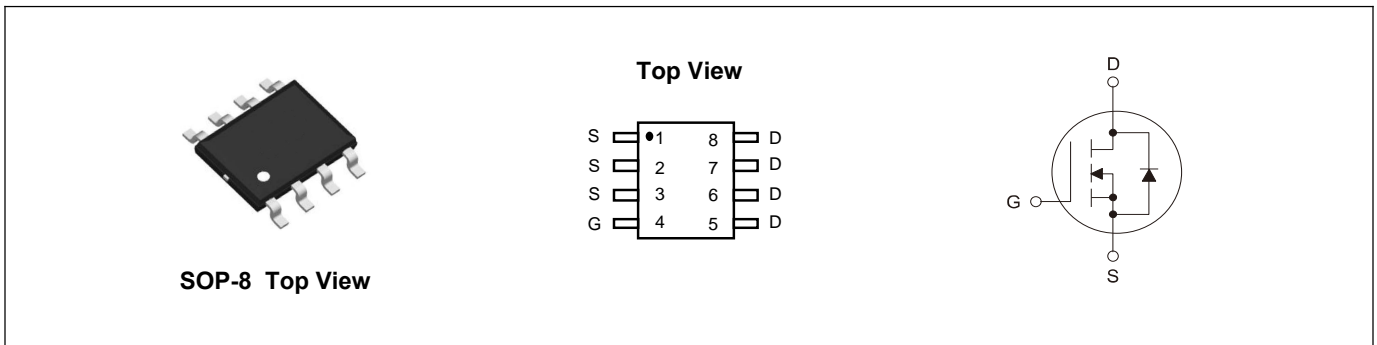 SOP-8 Top View
Top View
S 1 8 D
S 2 7 D
S 3 6 D
G 4 5 D
D
G
S